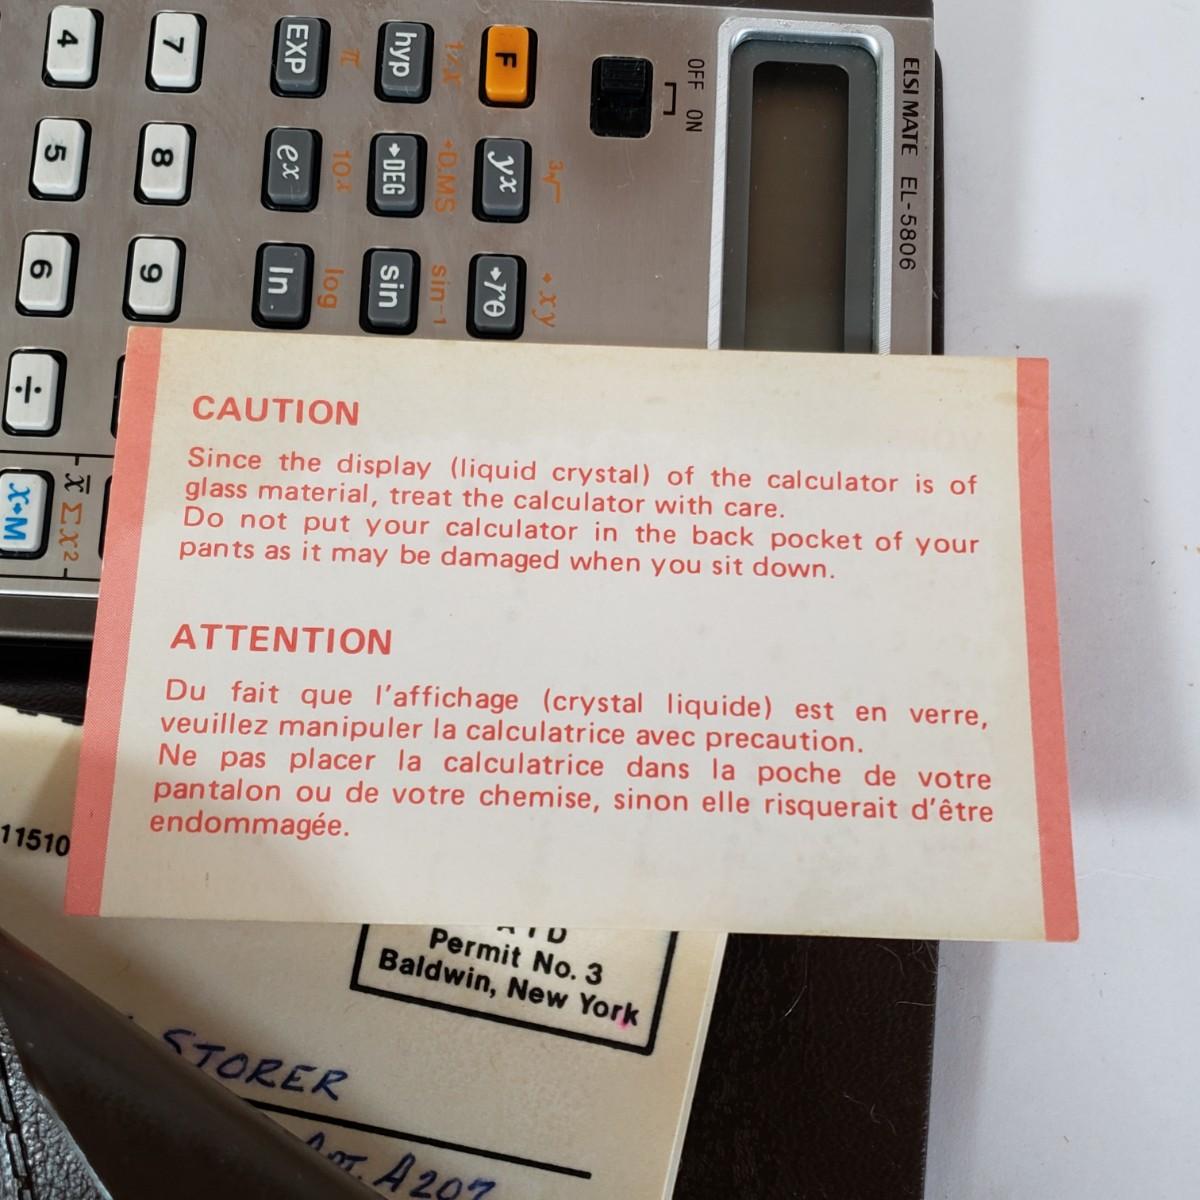 ELSI MATE EL-5806
OFF ON
F
yx
3√
→rθ
→xy
hyp
1/x
→DEG
→D.MS
sin
sin-1
EXP
π
ex
10x
ln
log
7
8
9
4
5
6
÷
x→M
x̄
Σx²
CAUTION
Since the display (liquid crystal) of the calculator is of
glass material, treat the calculator with care.
Do not put your calculator in the back pocket of your
pants as it may be damaged when you sit down.
ATTENTION
Du fait que l'affichage (crystal liquide) est en verre,
veuillez manipuler la calculatrice avec precaution.
Ne pas placer la calculatrice dans la poche de votre
pantalon ou de votre chemise, sinon elle risquerait d'être
endommagée.
11510
Permit No. 3
Baldwin, New York
STORER
Apt. A207